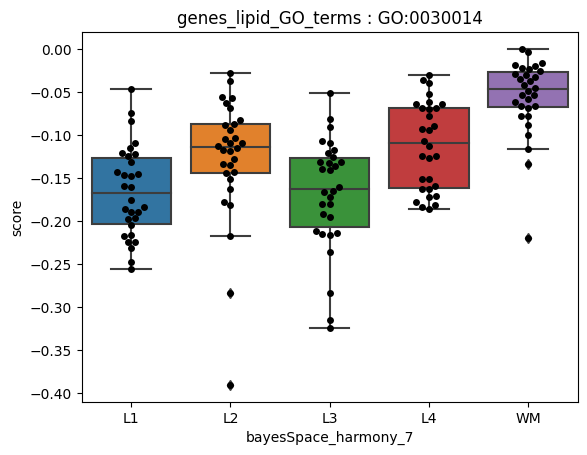 genes_lipid_GO_terms : GO:0030014
0.00
−0.05
−0.10
−0.15
−0.20
−0.25
−0.30
−0.35
−0.40
score
L1 L2 L3 L4 WM
bayesSpace_harmony_7